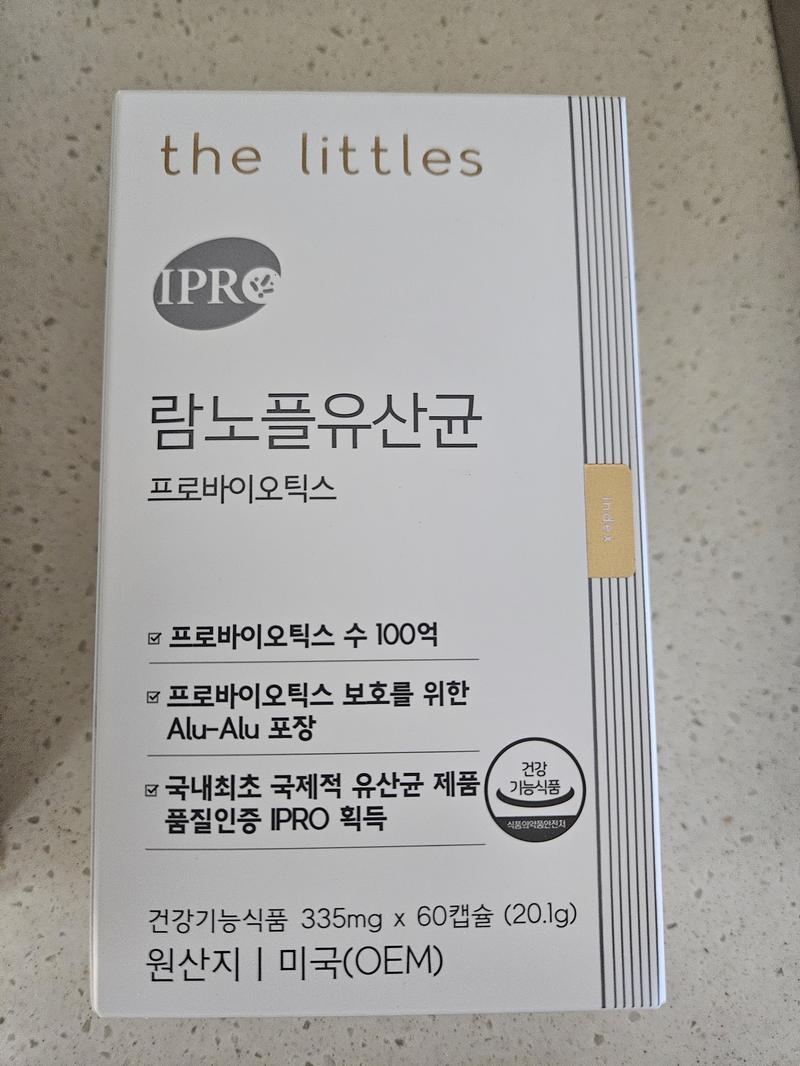 the littles
IPRO
람노플유산균
프로바이오틱스
index
프로바이오틱스 수 100억
프로바이오틱스 보호를 위한
Alu-Alu 포장
국내최초 국제적 유산균 제품
품질인증 IPRO 획득
건강
기능식품
식품의약품안전처
건강기능식품 335mg x 60캡슐 (20.1g)
원산지 | 미국(OEM)